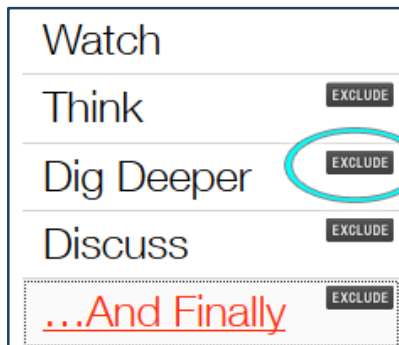 Watch
Think EXCLUDE
Dig Deeper EXCLUDE
Discuss EXCLUDE
...And Finally EXCLUDE